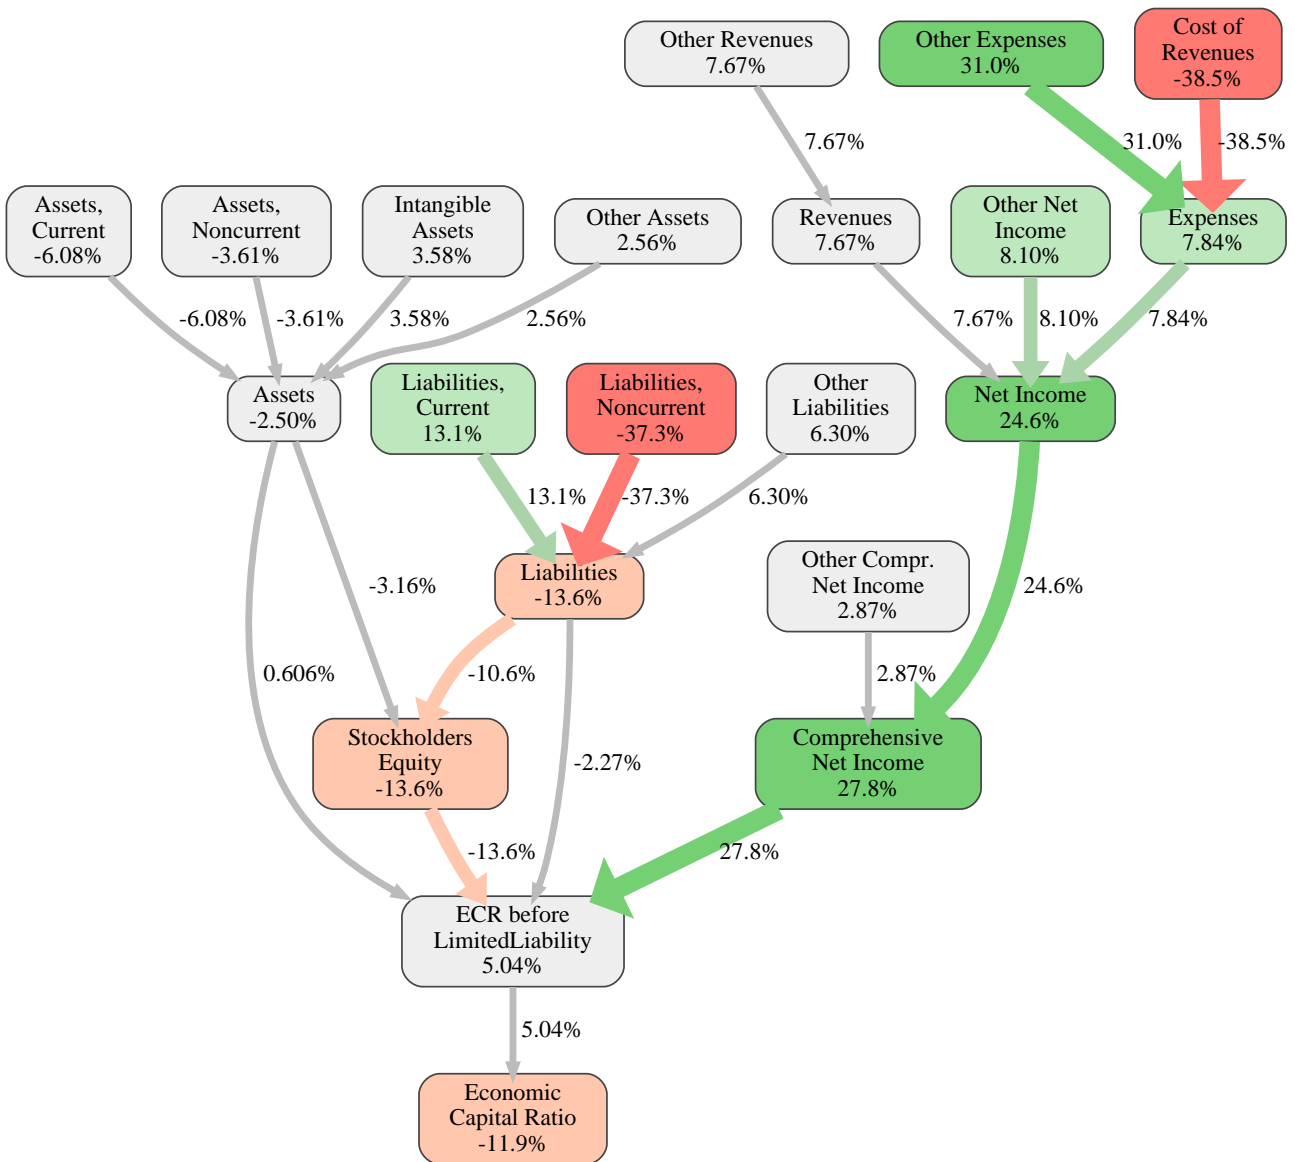 Other Revenues
7.67%
Other Expenses
31.0%
Cost of
Revenues
-38.5%
7.67%
31.0%
-38.5%
Assets,
Current
-6.08%
Assets,
Noncurrent
-3.61%
Intangible
Assets
3.58%
Other Assets
2.56%
Revenues
7.67%
Other Net
Income
8.10%
Expenses
7.84%
-6.08%
-3.61%
3.58%
2.56%
7.67%
8.10%
7.84%
Assets
-2.50%
Liabilities,
Current
13.1%
Liabilities,
Noncurrent
-37.3%
Other
Liabilities
6.30%
Net Income
24.6%
13.1%
-37.3%
6.30%
-3.16%
Liabilities
-13.6%
Other Compr.
Net Income
2.87%
24.6%
0.606%
-10.6%
2.87%
Stockholders
Equity
-13.6%
-2.27%
Comprehensive
Net Income
27.8%
-13.6%
27.8%
ECR before
LimitedLiability
5.04%
5.04%
Economic
Capital Ratio
-11.9%